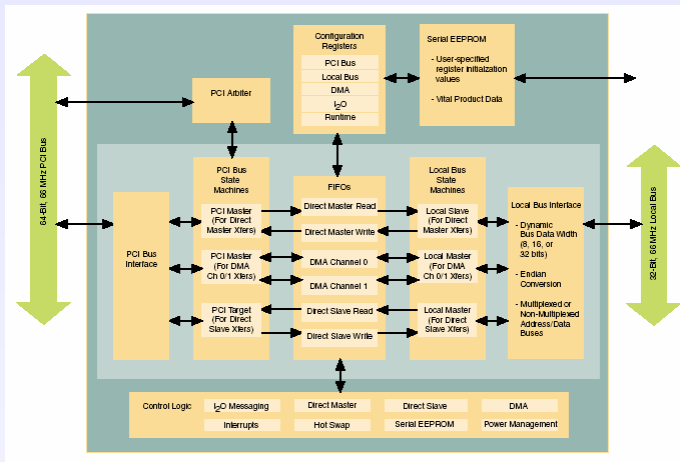 64-Bit, 66 MHz PCI Bus
PCI Arbiter
Configuration
Registers
PCI Bus
Local Bus
DMA
I2O
Runtime
Serial EEPROM
- User-specified
register initialization
values
- Vital Product Data
PCI Bus
Interface
PCI Bus
State
Machines
PCI Master
(For Direct
Master Xfers)
PCI Master
(For DMA
Ch 0/1 Xfers)
PCI Target
(For Direct
Slave Xfers)
FIFOs
Direct Master Read
Direct Master Write
DMA Channel 0
DMA Channel 1
Direct Slave Read
Direct Slave Write
Local Bus
State
Machines
Local Slave
(For Direct
Master Xfers)
Local Master
(For DMA
Ch 0/1 Xfers)
Local Master
(For Direct
Slave Xfers)
Local Bus Interface
- Dynamic
Bus Data Width
(8, 16, or
32 bits)
- Endian
Conversion
- Multiplexed or
Non-Multiplexed
Address/Data
Buses
32-Bit, 66 MHz Local Bus
Control Logic
I2O Messaging
Direct Master
Direct Slave
DMA
Interrupts
Hot Swap
Serial EEPROM
Power Management